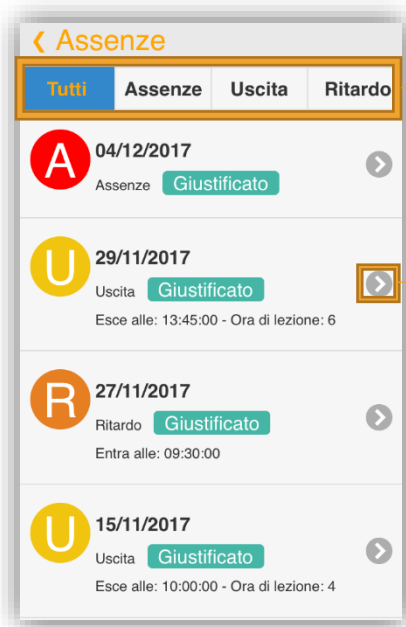 Assenze
Tutti Assenze Uscita Ritardo
A 04/12/2017
Assenze Giustificato
U 29/11/2017
Uscita Giustificato
Esce alle: 13:45:00 - Ora di lezione: 6
R 27/11/2017
Ritardo Giustificato
Entra alle: 09:30:00
U 15/11/2017
Uscita Giustificato
Esce alle: 10:00:00 - Ora di lezione: 4